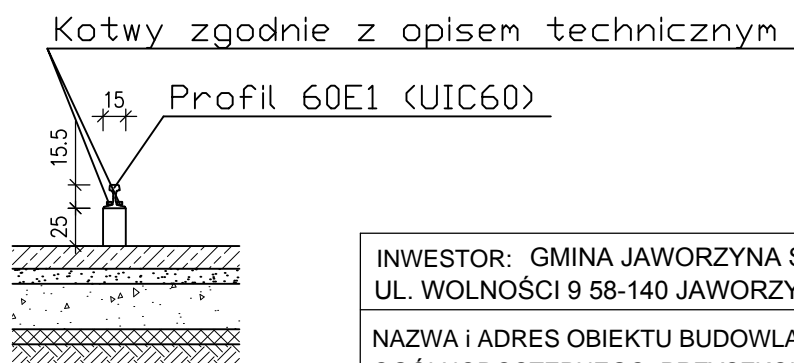 Kotwy zgodnie z opisem technicznym
15
Profil 60E1 (UIC60)
15.5
25
INWESTOR: GMINA JAWORZYNA Ś
UL. WOLNOŚCI 9 58-140 JAWORZY
NAZWA i ADRES OBIEKTU BUDOWLA